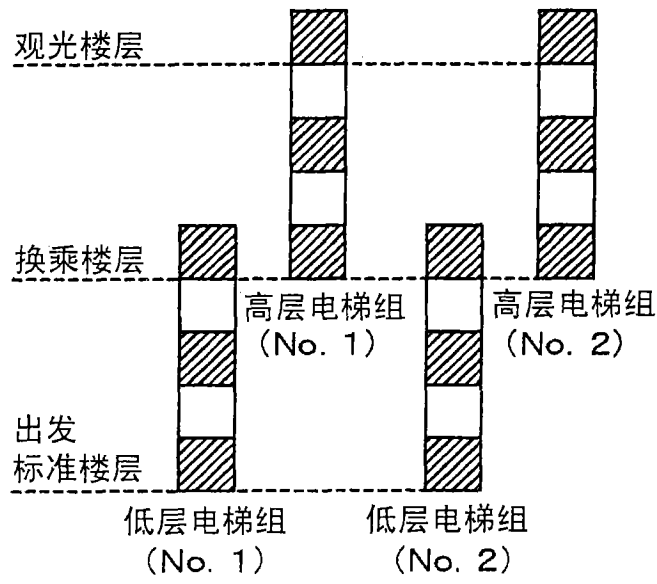 观光楼层
换乘楼层
高层电梯组
(No. 1)
高层电梯组
(No. 2)
出发
标准楼层
低层电梯组
(No. 1)
低层电梯组
(No. 2)